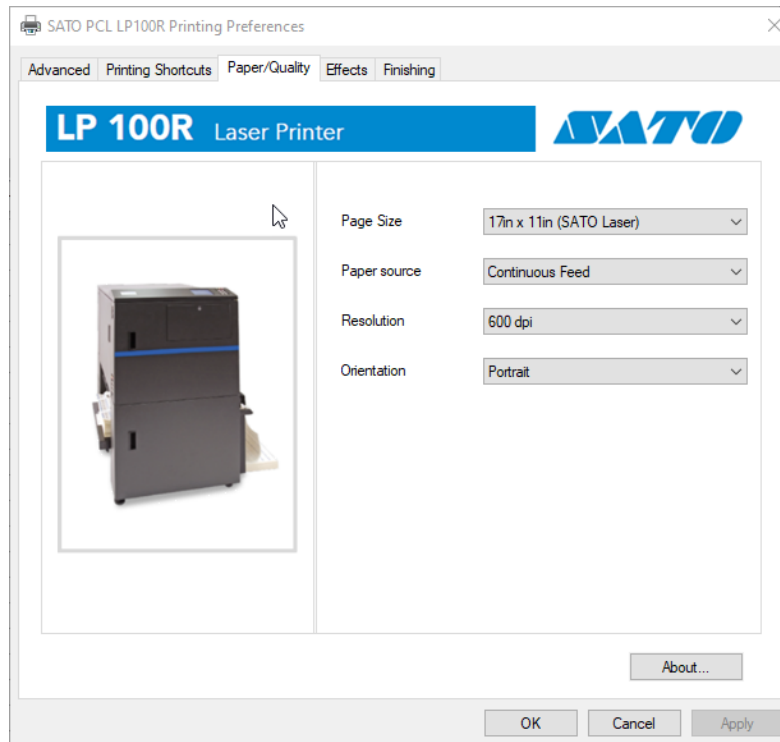 SATO PCL LP100R Printing Preferences
Advanced Printing Shortcuts Paper/Quality Effects Finishing
LP 100R Laser Printer SATO
Page Size 17in x 11in (SATO Laser)
Paper source Continuous Feed
Resolution 600 dpi
Orientation Portrait
About...
OK Cancel Apply